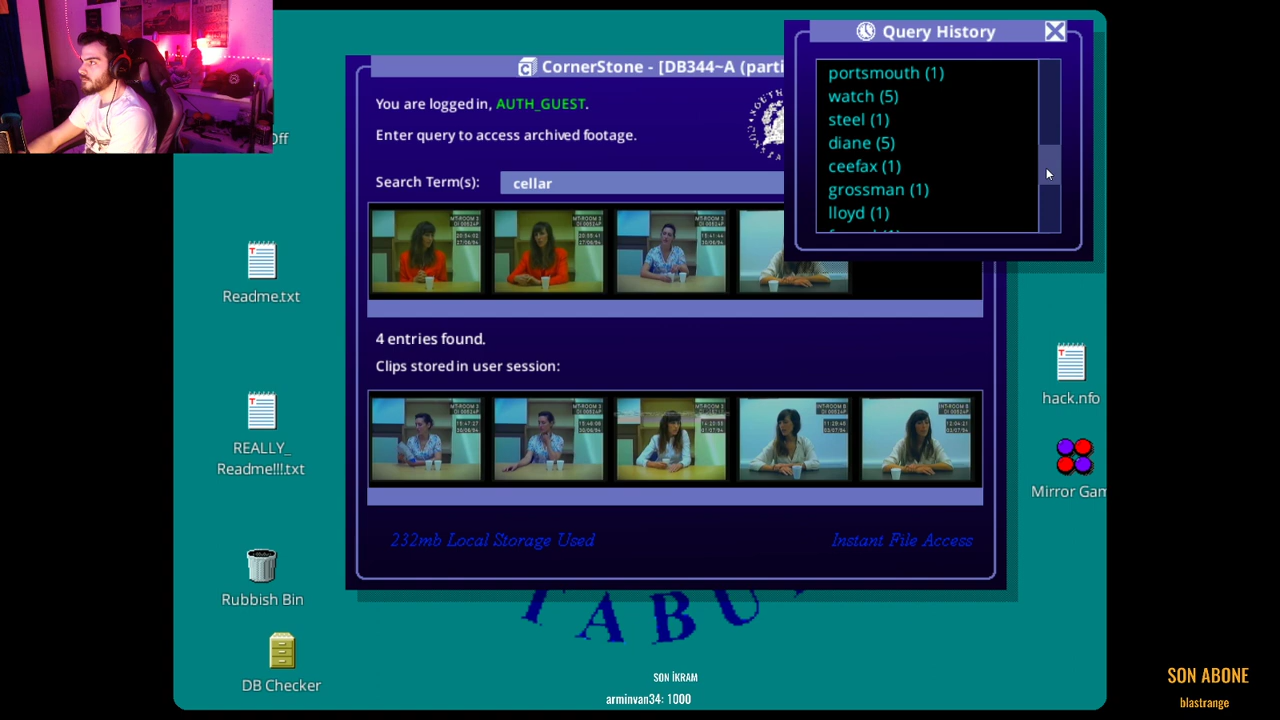 Query History
portsmouth (1)
watch (5)
steel (1)
diane (5)
ceefax (1)
grossman (1)
lloyd (1)
CornerStone - [DB344~A (parti
You are logged in, AUTH_GUEST.
Enter query to access archived footage.
Search Term(s):
cellar
4 entries found.
Clips stored in user session:
232mb Local Storage Used
Instant File Access
Off
Readme.txt
REALLY_
Readme!!!.txt
Rubbish Bin
DB Checker
hack.nfo
Mirror Gam
TABU
SON İKRAM
arminvan34: 1000
SON ABONE
blastrange